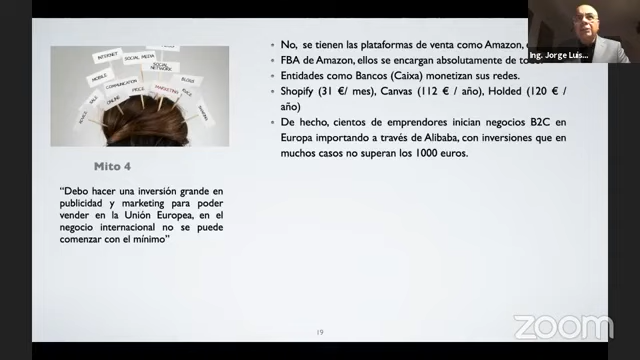 INTERNET
SOCIAL MEDIA
MOBILE
SOCIAL
NETWORK
BLOGS
COMMUNICATION
SALE
ONLINE
PRICE
MARKETING
Mito 4
“Debo hacer una inversión grande en
publicidad y marketing para poder
vender en la Unión Europea, en el
negocio internacional no se puede
comenzar con el mínimo”
• No, se tienen las plataformas de venta como Amazon,
• FBA de Amazon, ellos se encargan absolutamente de
• Entidades como Bancos (Caixa) monetizan sus redes.
• Shopify (31 €/ mes), Canvas (112 € / año), Holded (120 € /
año)
• De hecho, cientos de emprendores inician negocios B2C en
Europa importando a través de Alibaba, con inversiones que en
muchos casos no superan los 1000 euros.
Ing. Jorge Luis...
19
zoom